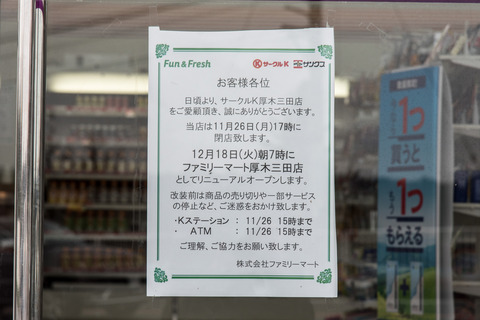 Fun & Fresh
K サークルK サンクス
お客様各位
日頃より、サークルK厚木三田店
をご愛顧頂き、誠にありがとうございます。
当店は11月26日(月)17時に
閉店致します。
12月18日(火)朝7時に
ファミリーマート厚木三田店
としてリニューアルオープンします。
改装前は商品の売り切りや一部サービス
の停止など、ご迷惑をおかけ致します。
・Kステーション : 11/26 15時まで
・ ATM : 11/26 15時まで
ご理解、ご協力をお願い致します。
株式会社ファミリーマート
1つ
買うと
1つ
もらえる